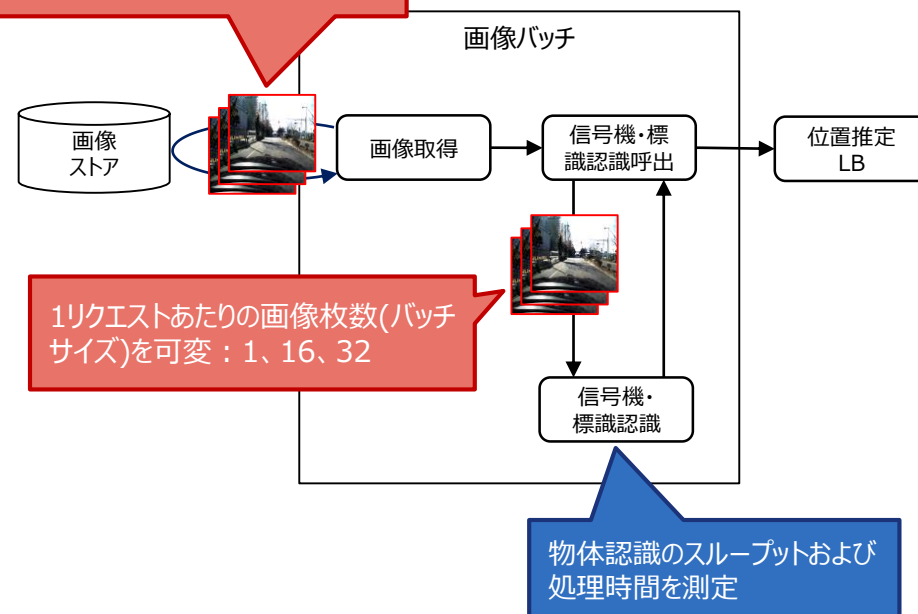 画像バッチ
画像
ストア
画像取得
信号機・標
識認識呼出
位置推定
LB
1リクエストあたりの画像枚数(バッチ
サイズ)を可変：1、16、32
信号機・
標識認識
物体認識のスループットおよび
処理時間を測定